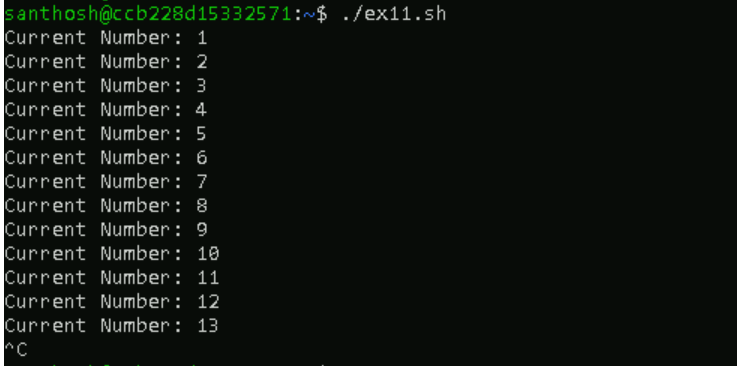 santhosh@ccb228d15332571:~$ ./ex11.sh
Current Number: 1
Current Number: 2
Current Number: 3
Current Number: 4
Current Number: 5
Current Number: 6
Current Number: 7
Current Number: 8
Current Number: 9
Current Number: 10
Current Number: 11
Current Number: 12
Current Number: 13
^C